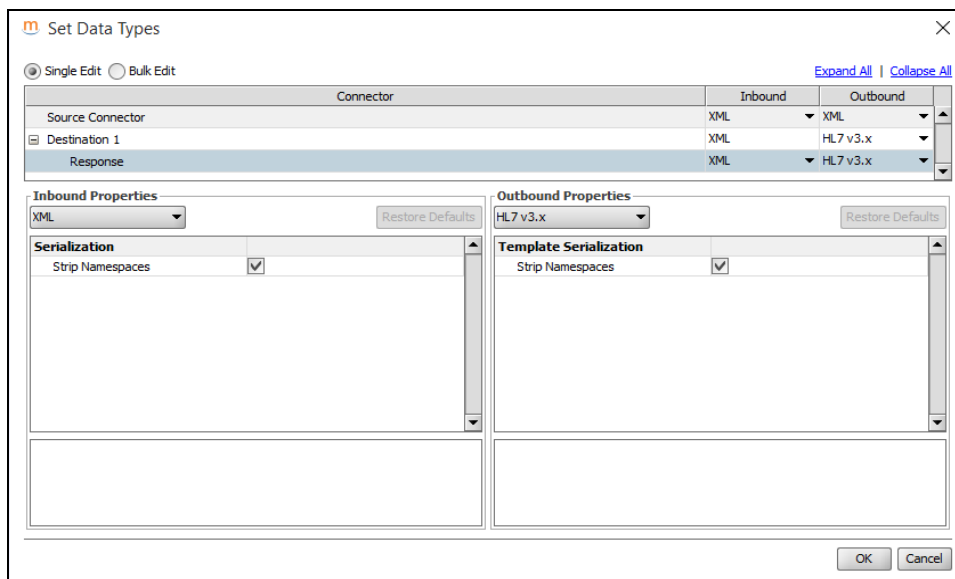 m Set Data Types
Single Edit Bulk Edit Expand All | Collapse All
Connector Inbound Outbound
Source Connector XML XML
Destination 1 XML HL7 v3.x
Response XML HL7 v3.x
Inbound Properties Outbound Properties
XML Restore Defaults HL7 v3.x Restore Defaults
Serialization Template Serialization
Strip Namespaces Strip Namespaces
OK Cancel